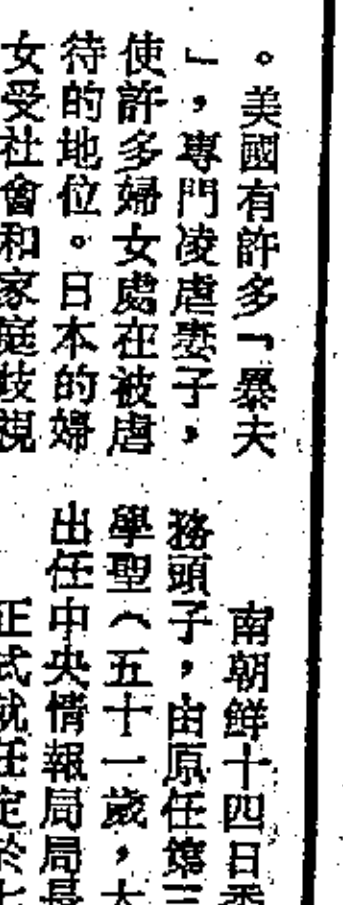 。美國有許多「暴夫
」，專門凌虐妻子，
使許多婦女處在被虐
待的地位。日本的婦
女受社會和家庭歧視
南朝鮮十四日
務頭子，由原任第三
學聖（五十一歲，大
出任中央情報局局長
正式就任定於七